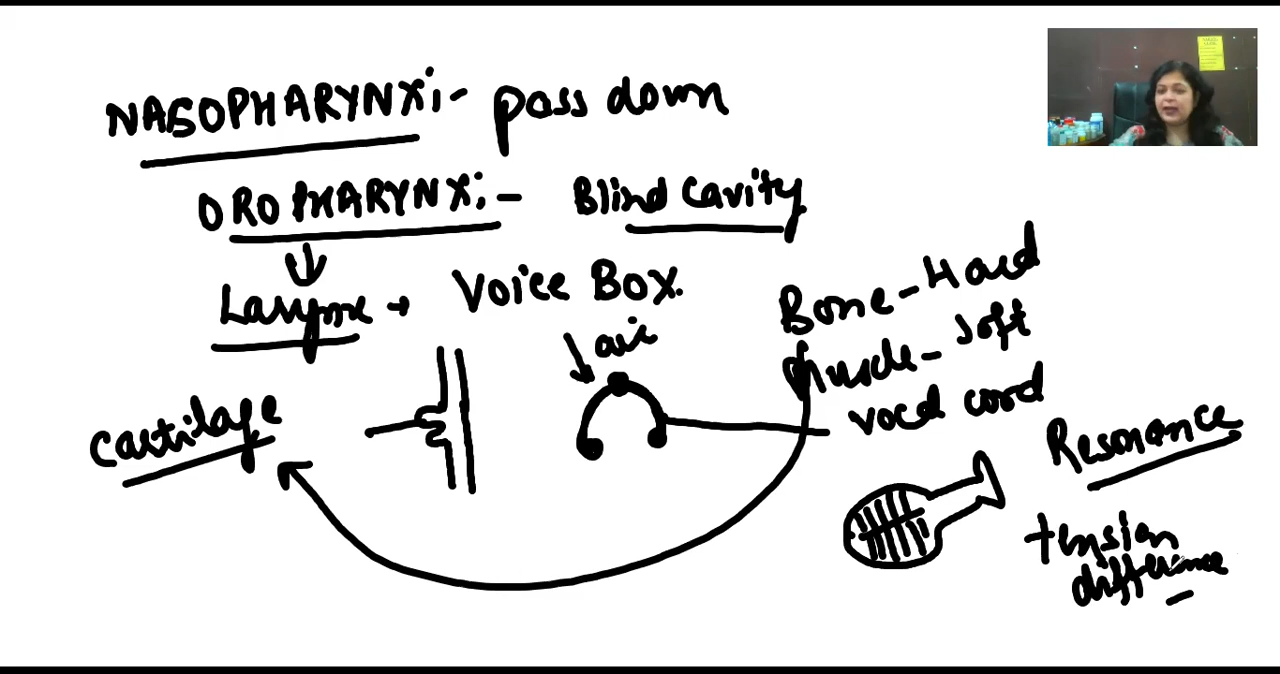 NASOPHARYNX:- pass down
OROPHARYNX:- Blind Cavity
Larynx → Voice Box.
air
Bone - Hard
Muscle - Soft
vocal cord
Cartilage
Resonance
tension
difference